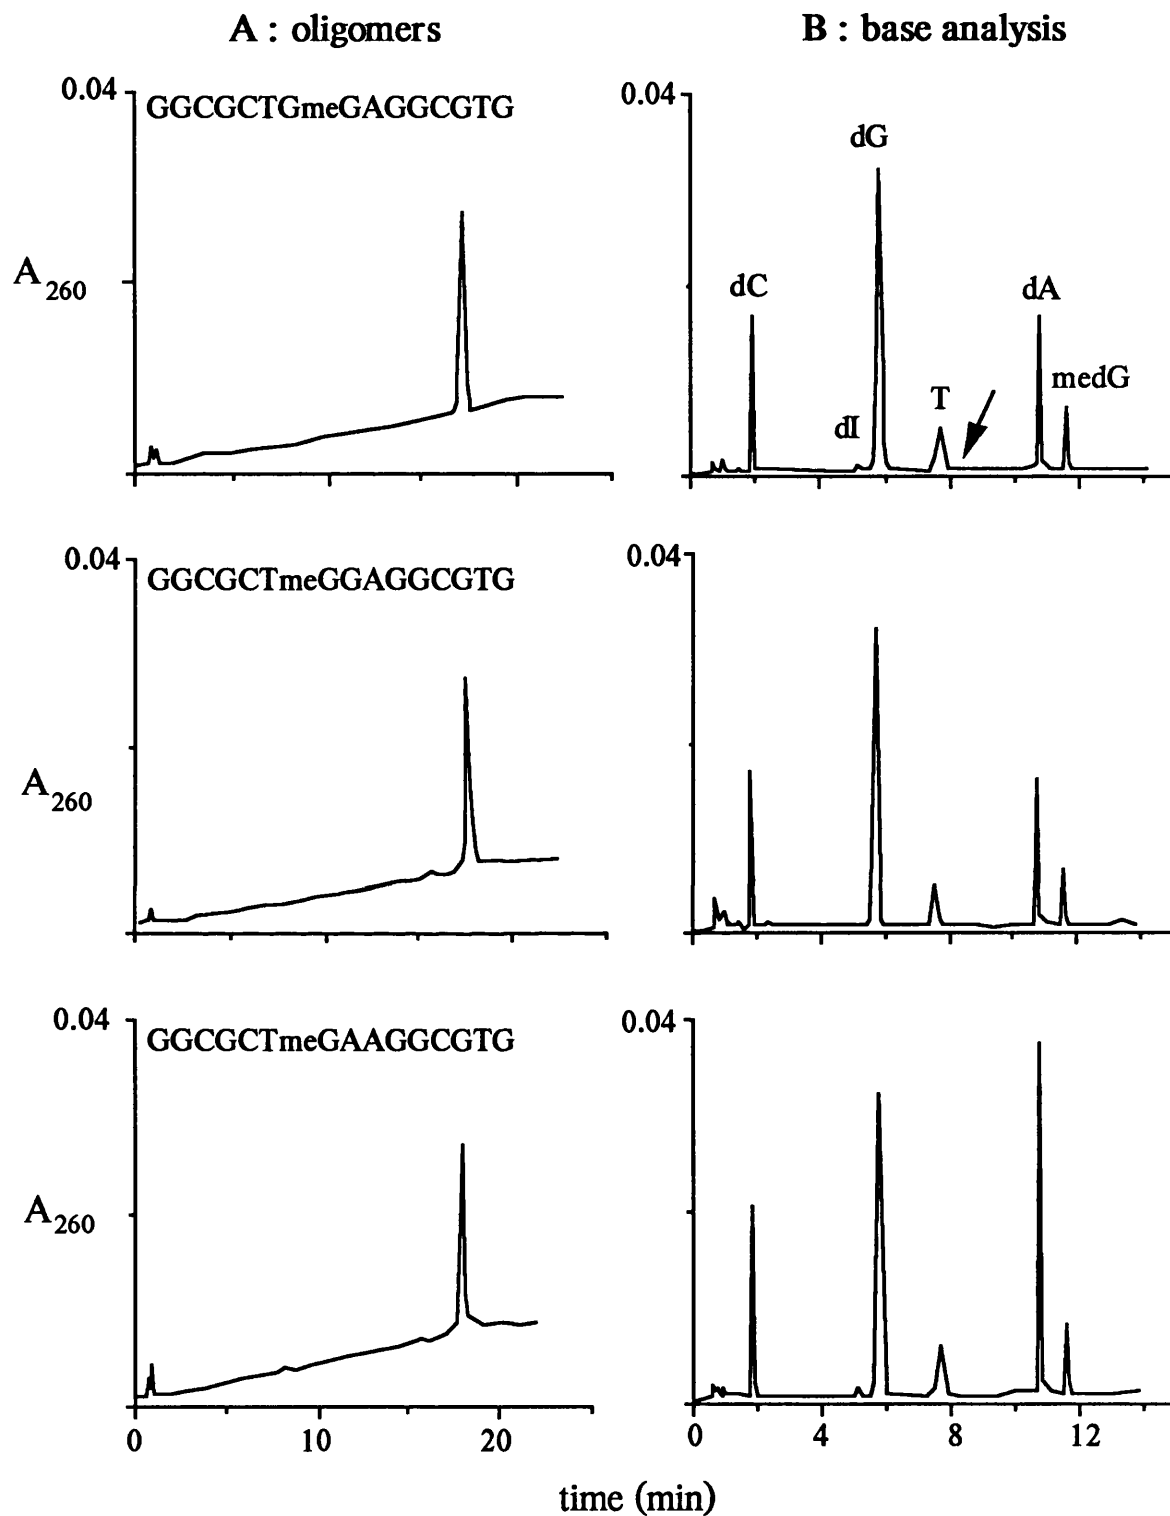 A : oligomers
B : base analysis
0.04
GGCGCTGmeGAGGCGTG
A260
0.04
dC
dI
dG
T
dA
medG
0.04
GGCGCTmeGGAGGCGTG
A260
0.04
0.04
GGCGCTmeGAAGGCGTG
A260
0.04
0
10
20
0
4
8
12
time (min)